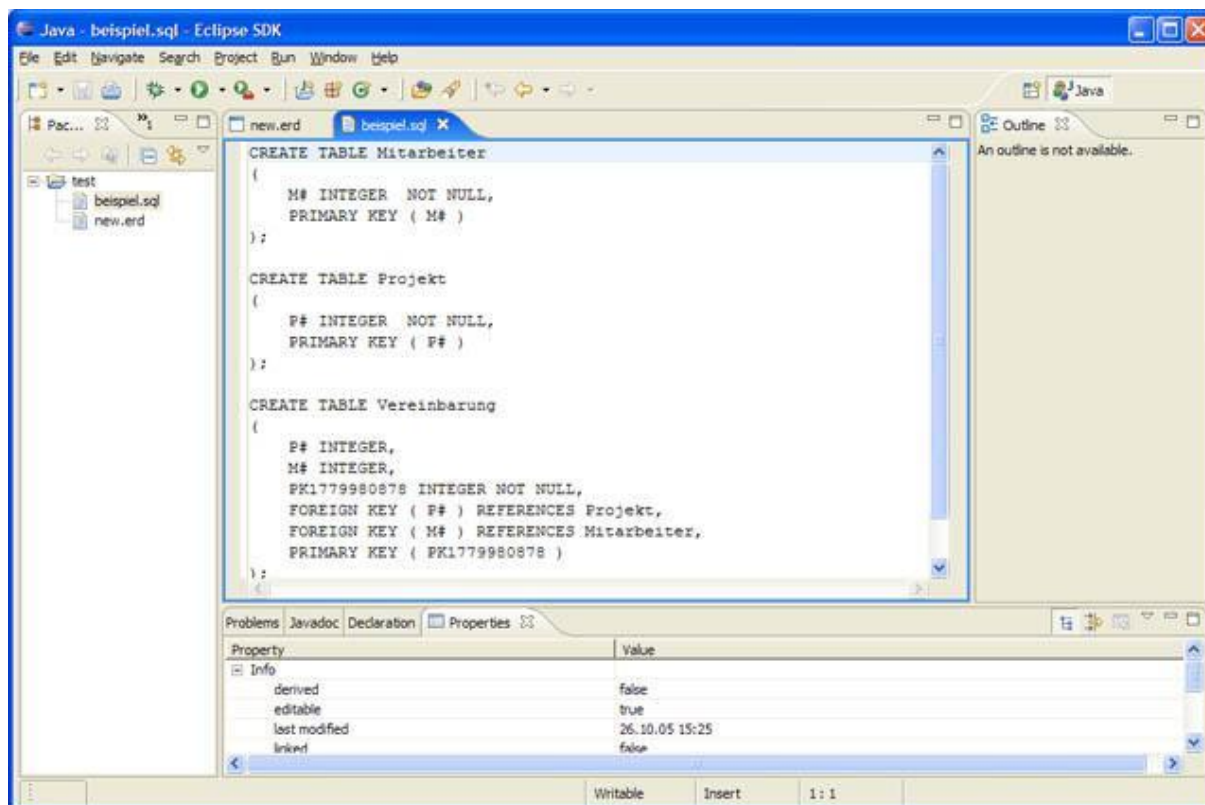 Java - beispiel.sql - Eclipse SDK
File Edit Navigate Search Project Run Window Help
Java
Pac...
new.erd
beispiel.sql
Outline
An outline is not available.
test
beispiel.sql
new.erd
CREATE TABLE Mitarbeiter
(
M# INTEGER NOT NULL,
PRIMARY KEY ( M# )
);
CREATE TABLE Projekt
(
P# INTEGER NOT NULL,
PRIMARY KEY ( P# )
);
CREATE TABLE Vereinbarung
(
P# INTEGER,
M# INTEGER,
PK1779980878 INTEGER NOT NULL,
FOREIGN KEY ( P# ) REFERENCES Projekt,
FOREIGN KEY ( M# ) REFERENCES Mitarbeiter,
PRIMARY KEY ( PK1779980878 )
);
Problems Javadoc Declaration Properties
Property Value
Info
derived false
editable true
last modified 26.10.05 15:25
linked false
Writable Insert 1 : 1